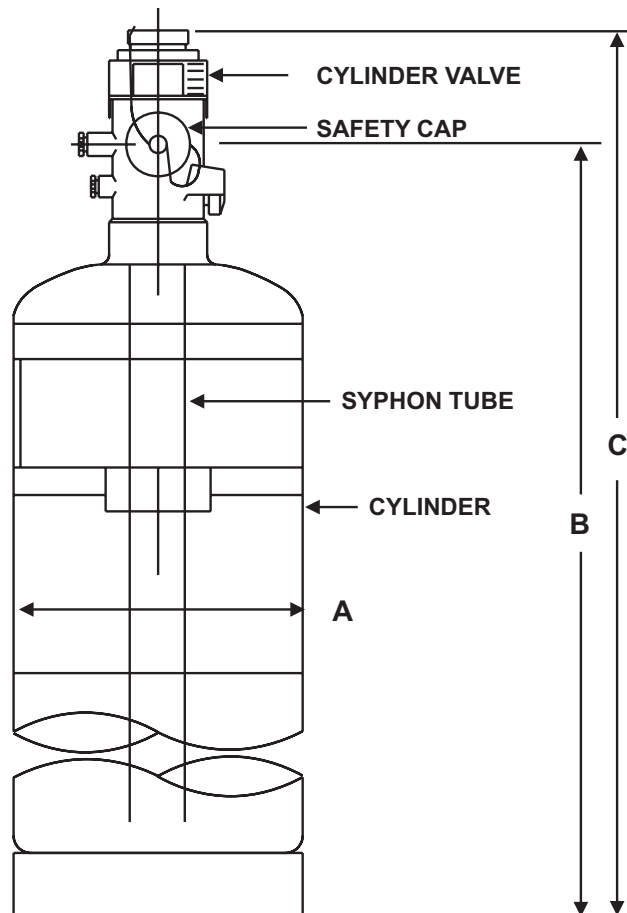 CYLINDER VALVE
SAFETY CAP
SYPHON TUBE
C
CYLINDER
B
A